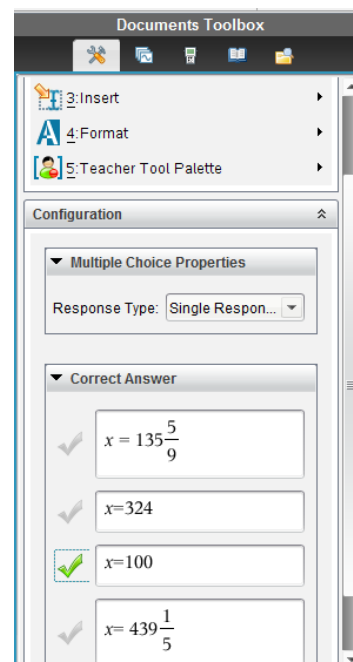 Documents Toolbox
3:Insert
4:Format
5:Teacher Tool Palette
Configuration
Multiple Choice Properties
Response Type: Single Respon...
Correct Answer
x = 135 5/9
x=324
x=100
x= 439 1/5